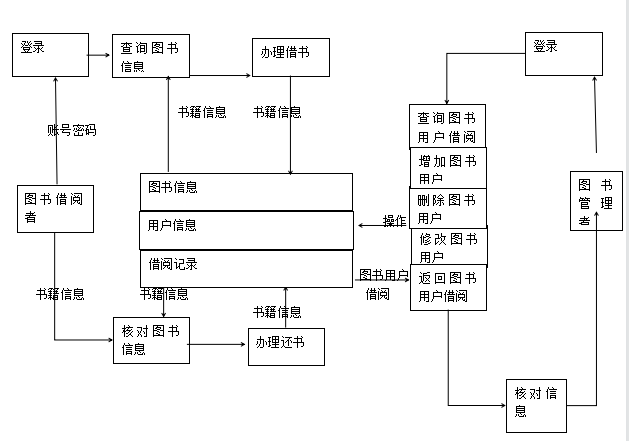 登录
查询图书
信息
办理借书
登录
书籍信息
书籍信息
账号密码
查询图书
用户借阅
增加图书
用户
删除图书
用户
修改图书
用户
返回图书
用户借阅
图书借阅
者
图书信息
用户信息
借阅记录
操作
图书用户
借阅
图书
管理
者
书籍信息
书籍信息
书籍信息
核对图书
信息
办理还书
核对信
息